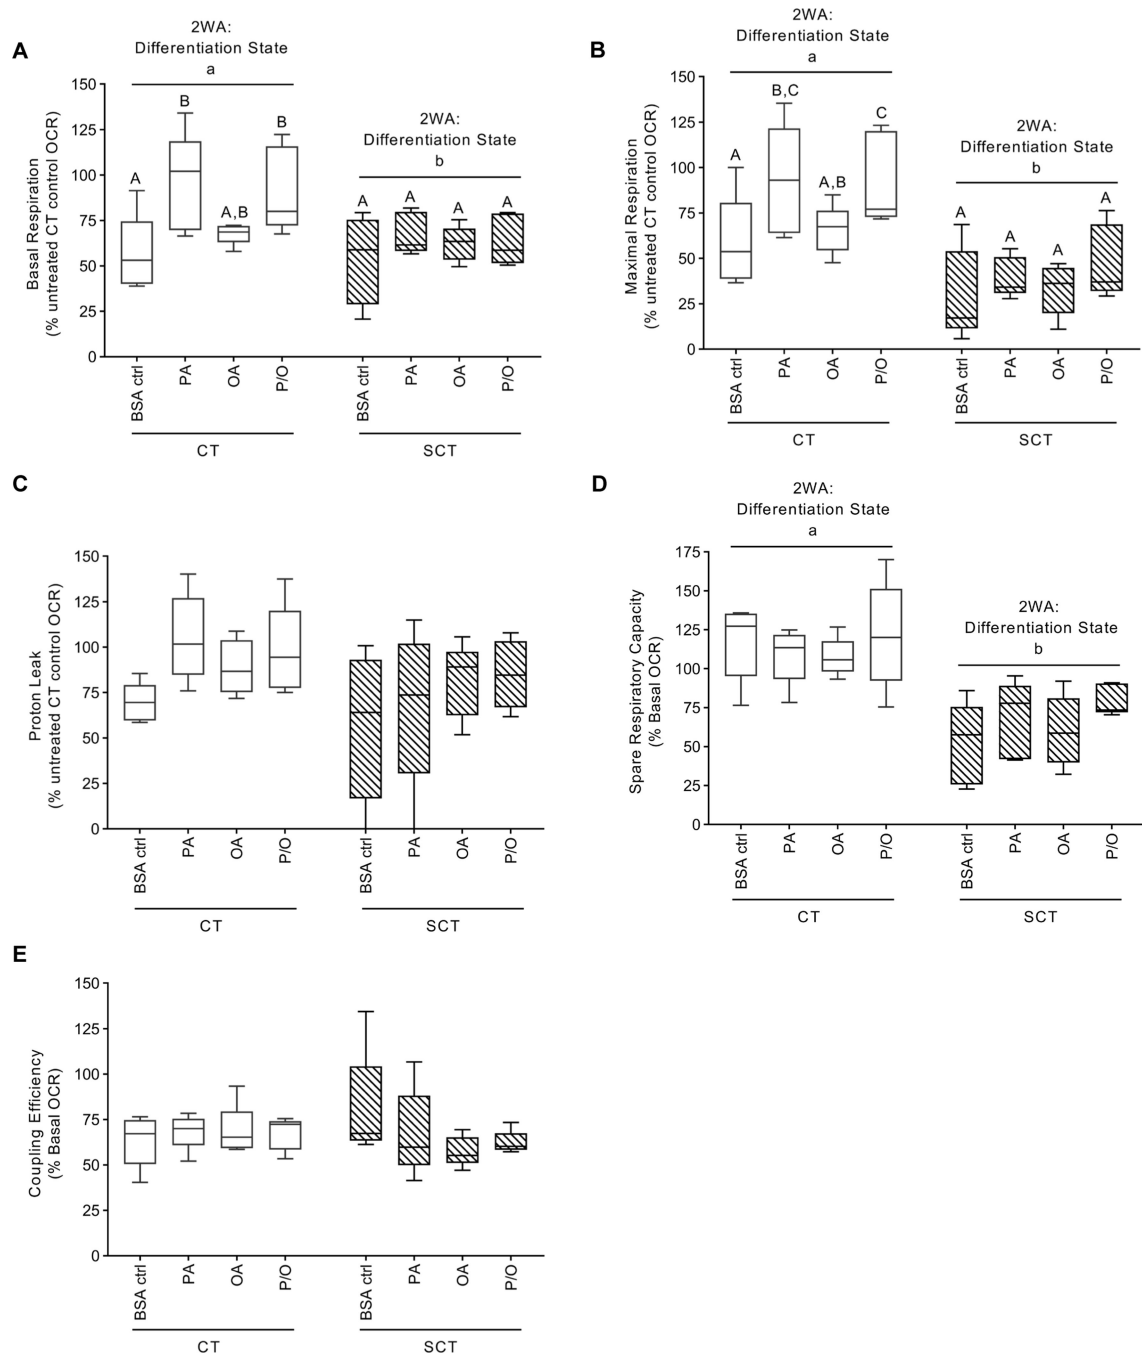 A
2WA:
Differentiation State
a
Basal Respiration
(% untreated CT control OCR)
150
125
100
75
50
25
0
A
B
A,B
B
2WA:
Differentiation State
b
A
A
A
A
BSA ctrl
PA
OA
P/O
BSA ctrl
PA
OA
P/O
CT
SCT
B
2WA:
Differentiation State
a
Maximal Respiration
(% untreated CT control OCR)
150
125
100
75
50
25
0
A
B,C
A,B
C
2WA:
Differentiation State
b
A
A
A
A
BSA ctrl
PA
OA
P/O
BSA ctrl
PA
OA
P/O
CT
SCT
C
Proton Leak
(% untreated CT control OCR)
150
125
100
75
50
25
0
BSA ctrl
PA
OA
P/O
BSA ctrl
PA
OA
P/O
CT
SCT
D
2WA:
Differentiation State
a
Spare Respiratory Capacity
(% Basal OCR)
175
150
125
100
75
50
25
0
2WA:
Differentiation State
b
BSA ctrl
PA
OA
P/O
BSA ctrl
PA
OA
P/O
CT
SCT
E
Coupling Efficiency
(% Basal OCR)
150
125
100
75
50
25
0
BSA ctrl
PA
OA
P/O
BSA ctrl
PA
OA
P/O
CT
SCT